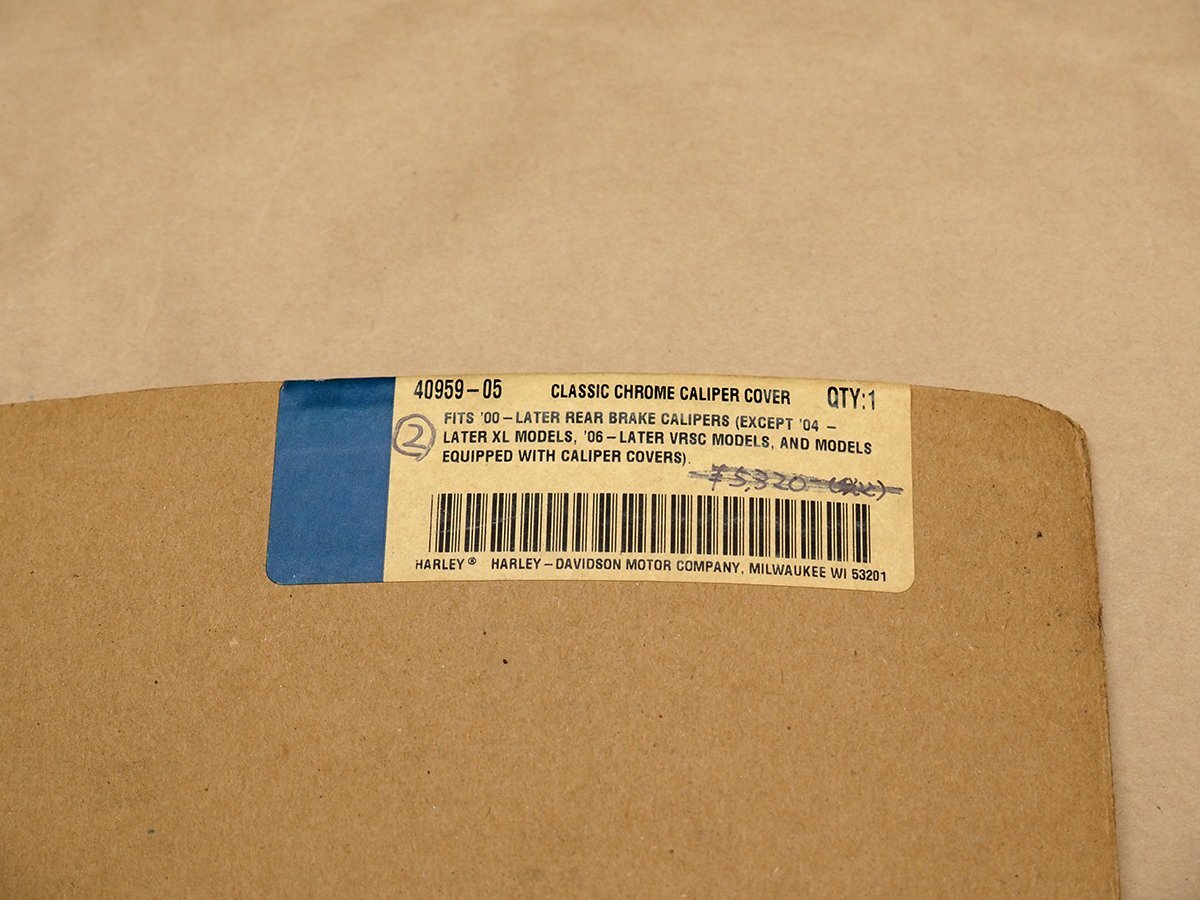 40959-05 CLASSIC CHROME CALIPER COVER QTY:1
FITS '00-LATER REAR BRAKE CALIPERS (EXCEPT '04-
LATER XL MODELS, '06-LATER VRSC MODELS, AND MODELS
EQUIPPED WITH CALIPER COVERS).
2
¥5,320
HARLEY® HARLEY-DAVIDSON MOTOR COMPANY, MILWAUKEE WI 53201